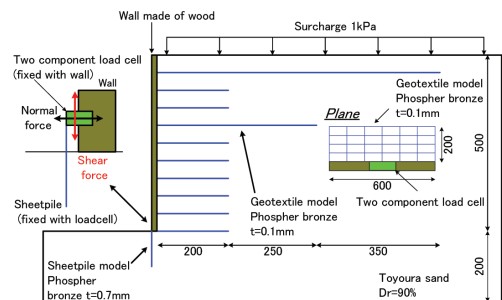 Wall made of wood
Surcharge 1kPa
Two component load cell
(fixed with wall)
Wall
Normal
force
Shear
force
Sheetpile
(fixed with loadcell)
Geotextile model
Phospher bronze
t=0.1mm
Plane
200
600
Two component load cell
500
Geotextile model
Phospher bronze
t=0.1mm
200
250
350
Sheetpile model
Phospher
bronze t=0.7mm
Toyoura sand
Dr=90%
200